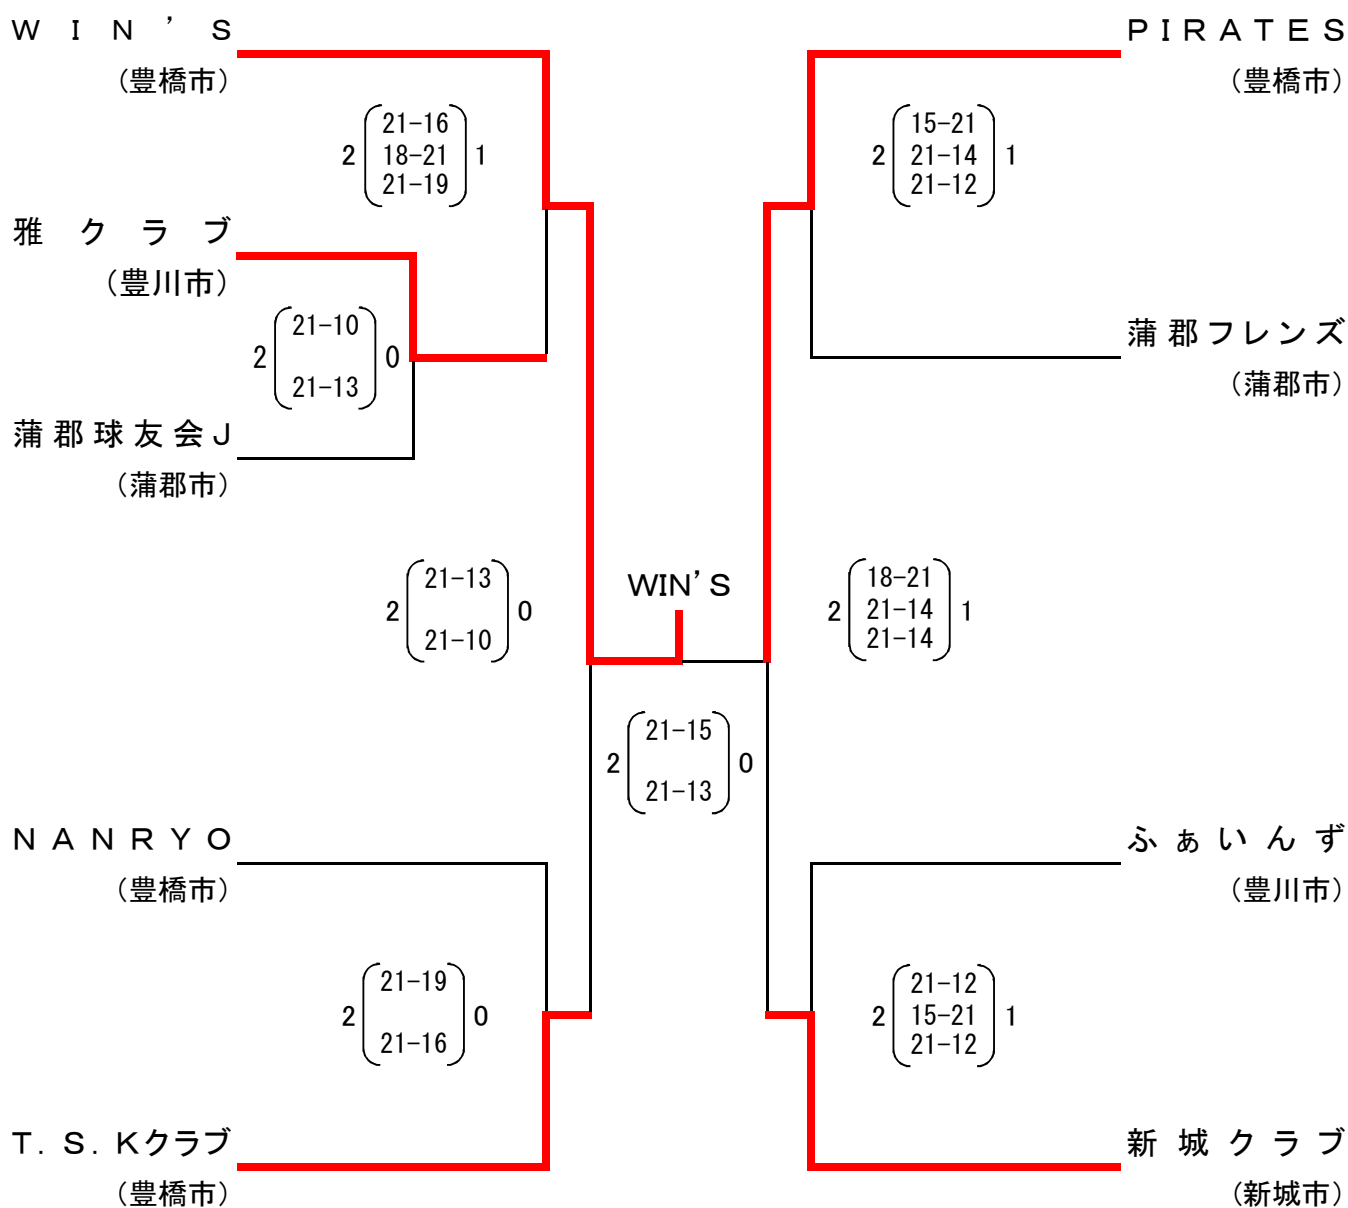 WIN’S
(豊橋市)
21-16
2 18-21 1
21-19
雅クラブ
(豊川市)
21-10
2 0
21-13
蒲郡球友会J
(蒲郡市)
21-13
2 0
21-10
NANRYO
(豊橋市)
21-19
2 0
21-16
T.S.Kクラブ
(豊橋市)
WIN’S
21-15
2 0
21-13
PIRATES
(豊橋市)
15-21
2 21-14 1
21-12
蒲郡フレンズ
(蒲郡市)
18-21
2 21-14 1
21-14
ふぁいんず
(豊川市)
21-12
2 15-21 1
21-12
新城クラブ
(新城市)